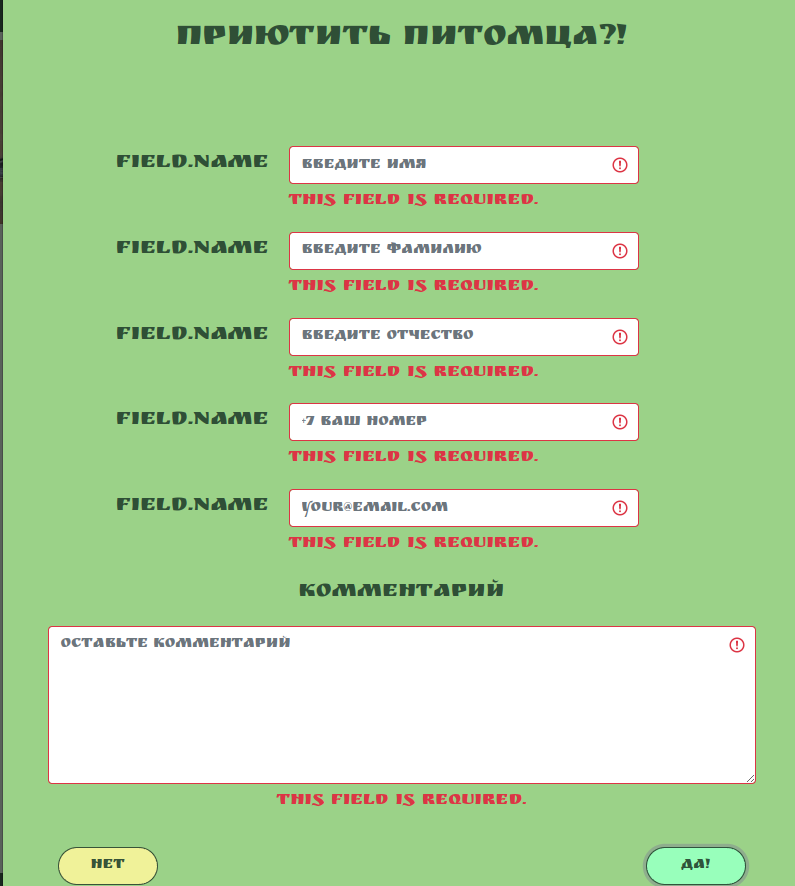 ПРИЮТИТЬ ПИТОМЦА?!
FIELD.NAME
ВВЕДИТЕ ИМЯ
THIS FIELD IS REQUIRED.
FIELD.NAME
ВВЕДИТЕ ФАМИЛИЮ
THIS FIELD IS REQUIRED.
FIELD.NAME
ВВЕДИТЕ ОТЧЕСТВО
THIS FIELD IS REQUIRED.
FIELD.NAME
+7 ВАШ НОМЕР
THIS FIELD IS REQUIRED.
FIELD.NAME
YOUR@EMAIL.COM
THIS FIELD IS REQUIRED.
КОММЕНТАРИЙ
ОСТАВЬТЕ КОММЕНТАРИЙ
THIS FIELD IS REQUIRED.
НЕТ
ДА!